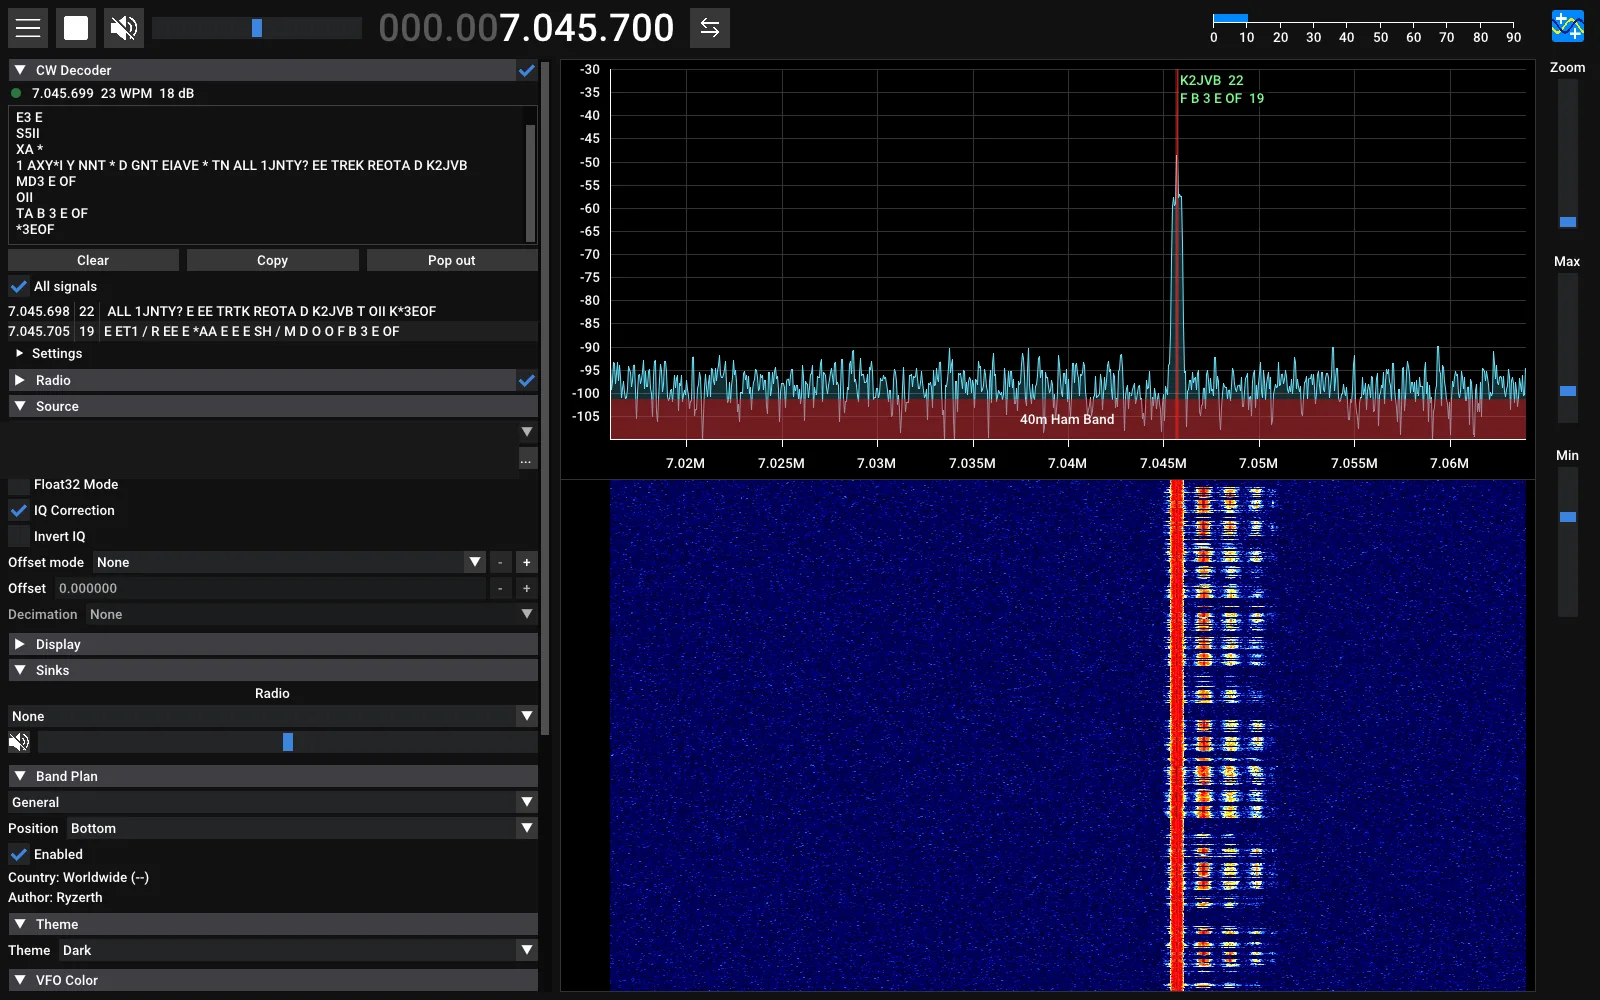 000.007.045.700
0 10 20 30 40 50 60 70 80 90
CW Decoder
7.045.699 23 WPM 18 dB
E3 E
S5II
XA *
1 AXY*I Y NNT * D GNT EIAVE * TN ALL 1JNTY? EE TREK REOTA D K2JVB
MD3 E OF
OII
TA B 3 E OF
*3EOF
Clear Copy Pop out
All signals
7.045.698 22 ALL 1JNTY? E EE TRTK REOTA D K2JVB T OII K*3EOF
7.045.705 19 E ET1 / R EE E *AA E E E SH / M D O O F B 3 E OF
Settings
Radio
Source
...
Float32 Mode
IQ Correction
Invert IQ
Offset mode None - +
Offset 0.000000 - +
Decimation None
Display
Sinks
Radio
None
Band Plan
General
Position Bottom
Enabled
Country: Worldwide (--)
Author: Ryzerth
Theme
Theme Dark
VFO Color
K2JVB 22
F B 3 E OF 19
-30
-35
-40
-45
-50
-55
-60
-65
-70
-75
-80
-85
-90
-95
-100
-105
40m Ham Band
7.02M 7.025M 7.03M 7.035M 7.04M 7.045M 7.05M 7.055M 7.06M
Zoom
Max
Min